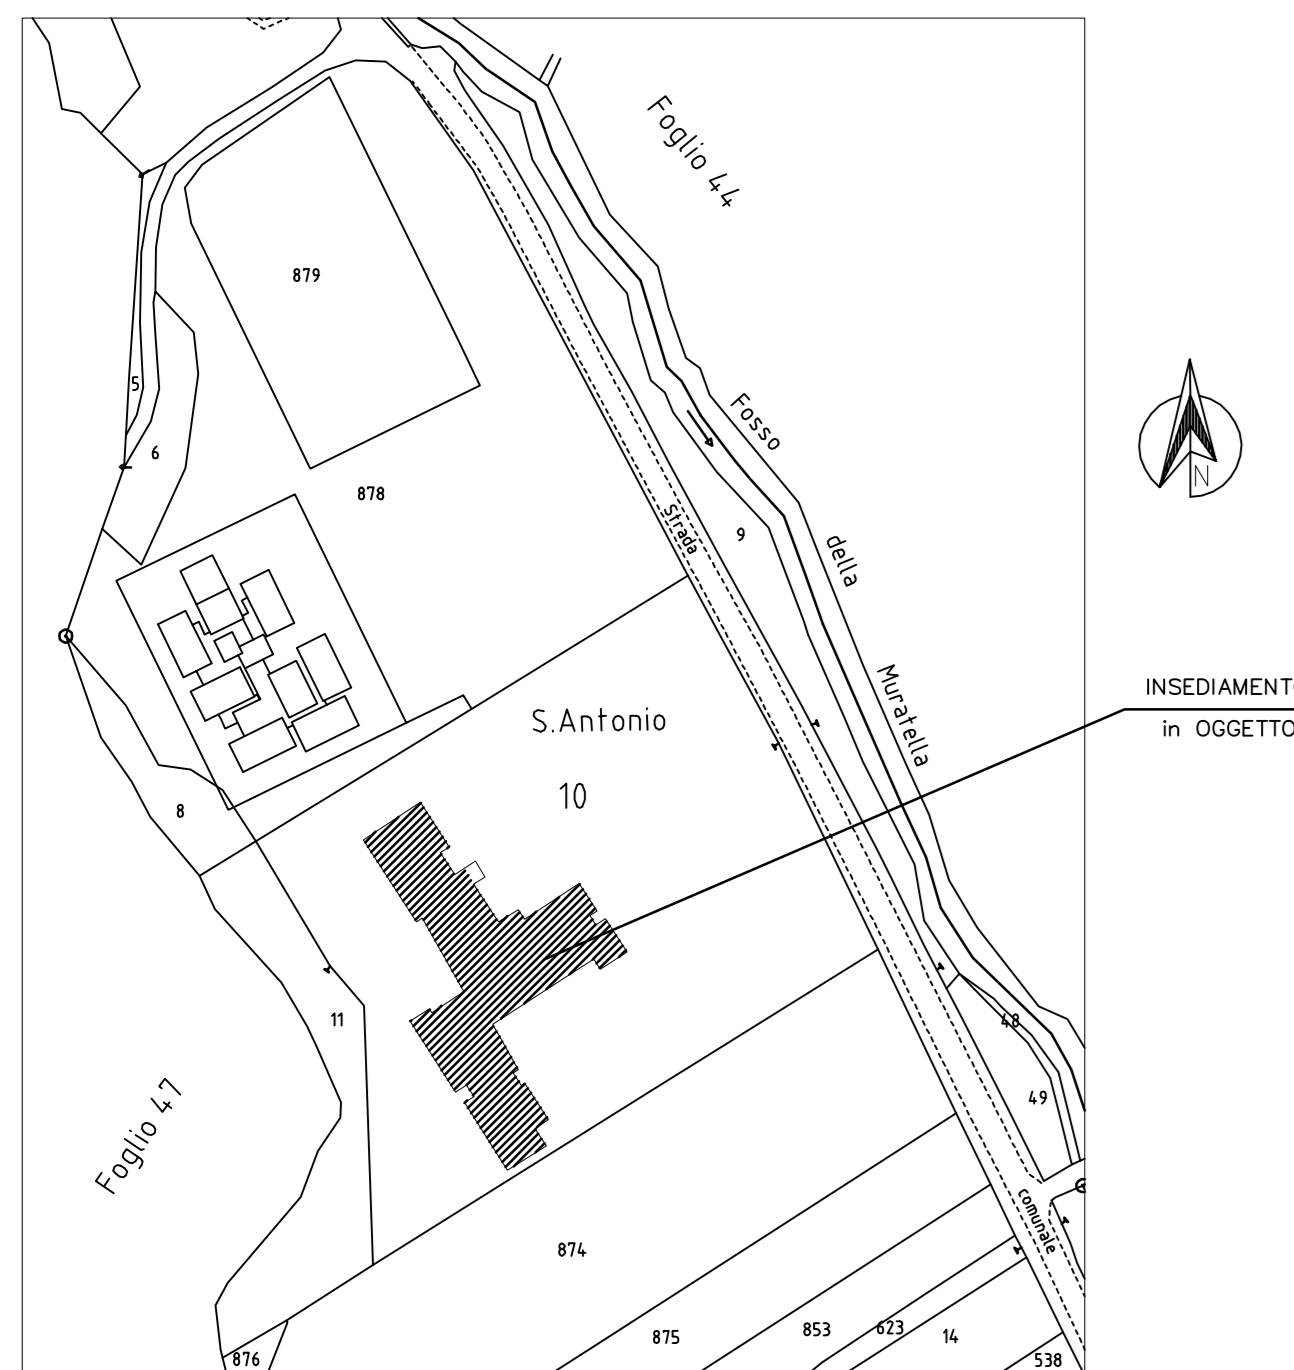 Foglio 44
879
5
6
878
Fosso
Strada
9
della
N
Muratella
INSEDIAMENTO
in OGGETTO
S.Antonio
10
8
11
48
49
Foglio 47
comunale
874
875
853
623
14
876
538